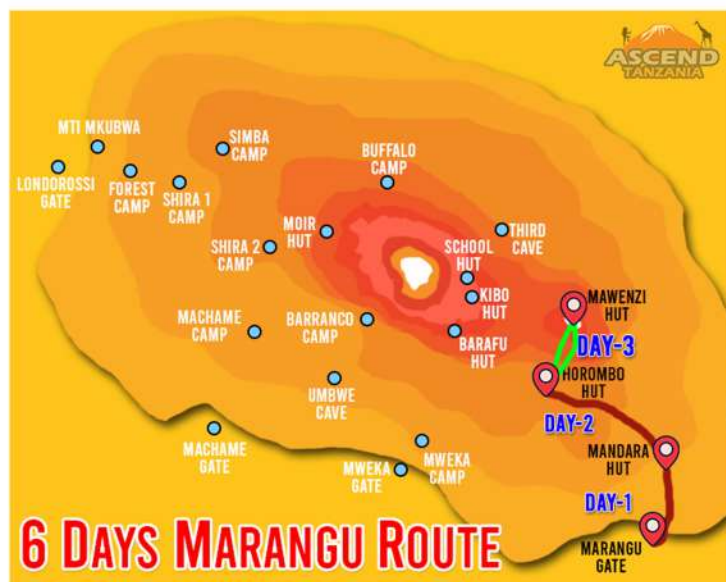 ASCEND
TANZANIA
MTI MKUBWA
SIMBA
CAMP
BUFFALO
CAMP
LONDOROSSI
GATE
FOREST
CAMP
SHIRA 1
CAMP
MOIR
HUT
THIRD
CAVE
SHIRA 2
CAMP
SCHOOL
HUT
KIBO
HUT
MAWENZI
HUT
MACHAME
CAMP
BARRANCO
CAMP
BARAFU
HUT
DAY-3
HOROMBO
HUT
UMBWE
CAVE
DAY-2
MACHAME
GATE
MWEKA
CAMP
MWEKA
GATE
MANDARA
HUT
DAY-1
MARANGU
GATE
6 DAYS MARANGU ROUTE